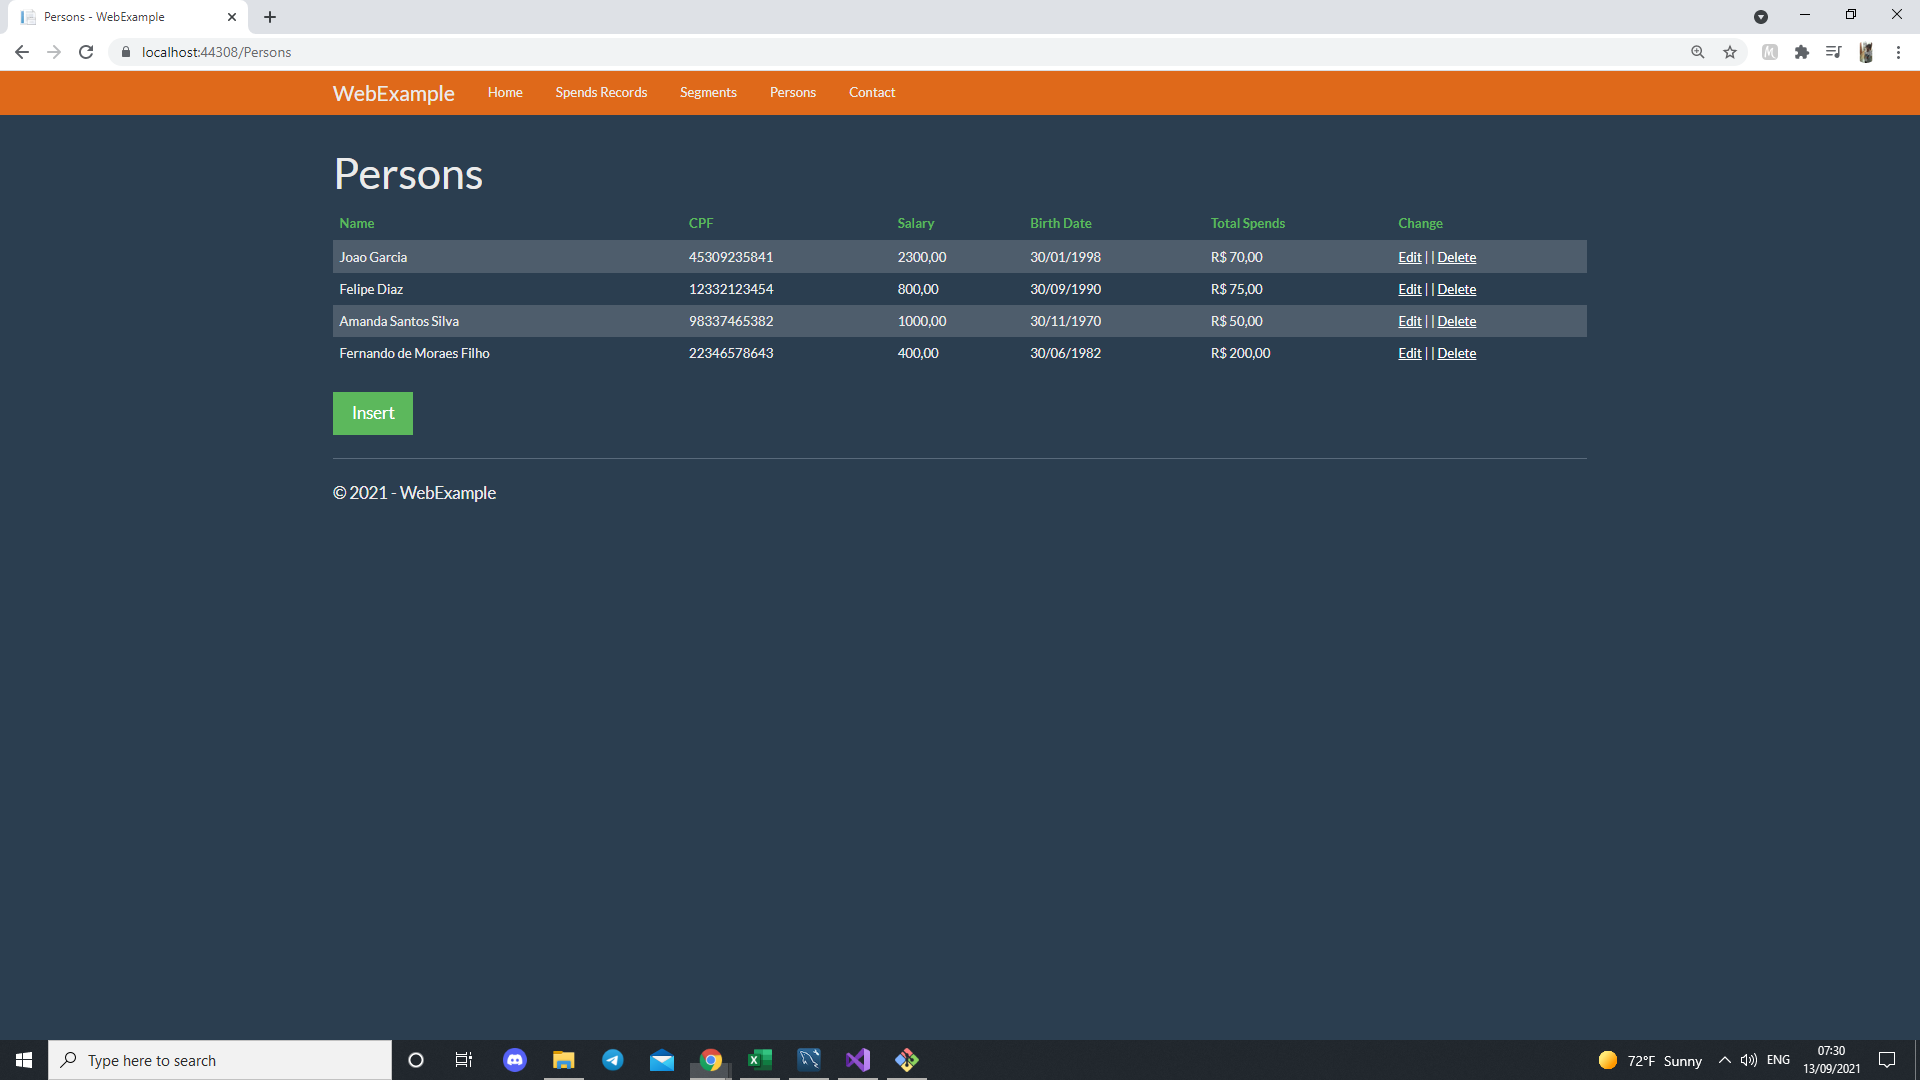 Persons - WebExample
localhost:44308/Persons
WebExample Home Spends Records Segments Persons Contact
Persons
Name CPF Salary Birth Date Total Spends Change
Joao Garcia 45309235841 2300,00 30/01/1998 R$ 70,00 Edit | | Delete
Felipe Diaz 12332123454 800,00 30/09/1990 R$ 75,00 Edit | | Delete
Amanda Santos Silva 98337465382 1000,00 30/11/1970 R$ 50,00 Edit | | Delete
Fernando de Moraes Filho 22346578643 400,00 30/06/1982 R$ 200,00 Edit | | Delete
Insert
© 2021 - WebExample
Type here to search
72°F Sunny
ENG
07:30
13/09/2021